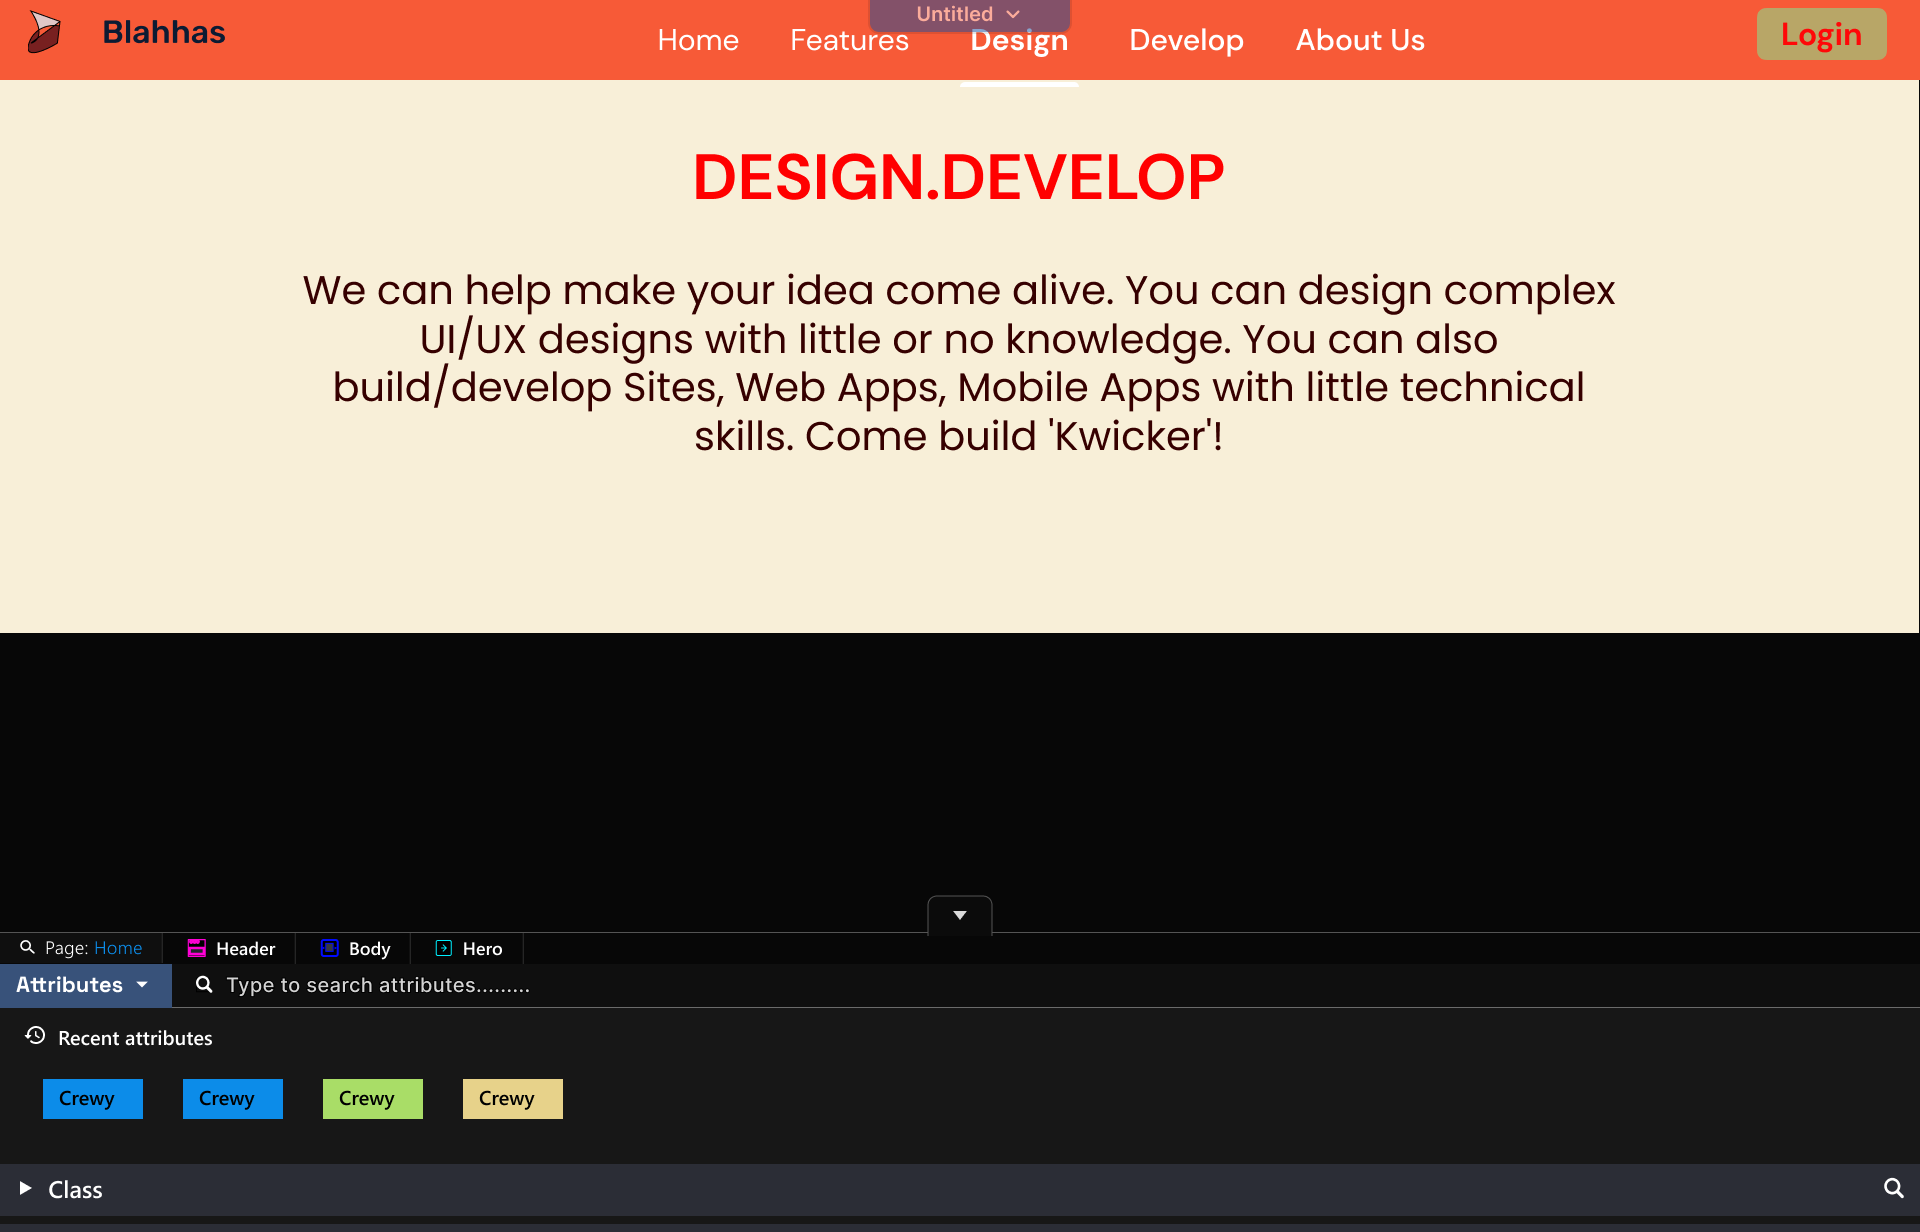 Blahhas
Untitled
Home Features Design Develop About Us
Login
DESIGN.DEVELOP
We can help make your idea come alive. You can design complex
UI/UX designs with little or no knowledge. You can also
build/develop Sites, Web Apps, Mobile Apps with little technical
skills. Come build 'Kwicker'!
Page: Home Header Body Hero
Attributes Type to search attributes.........
Recent attributes
Crewy Crewy Crewy Crewy
Class